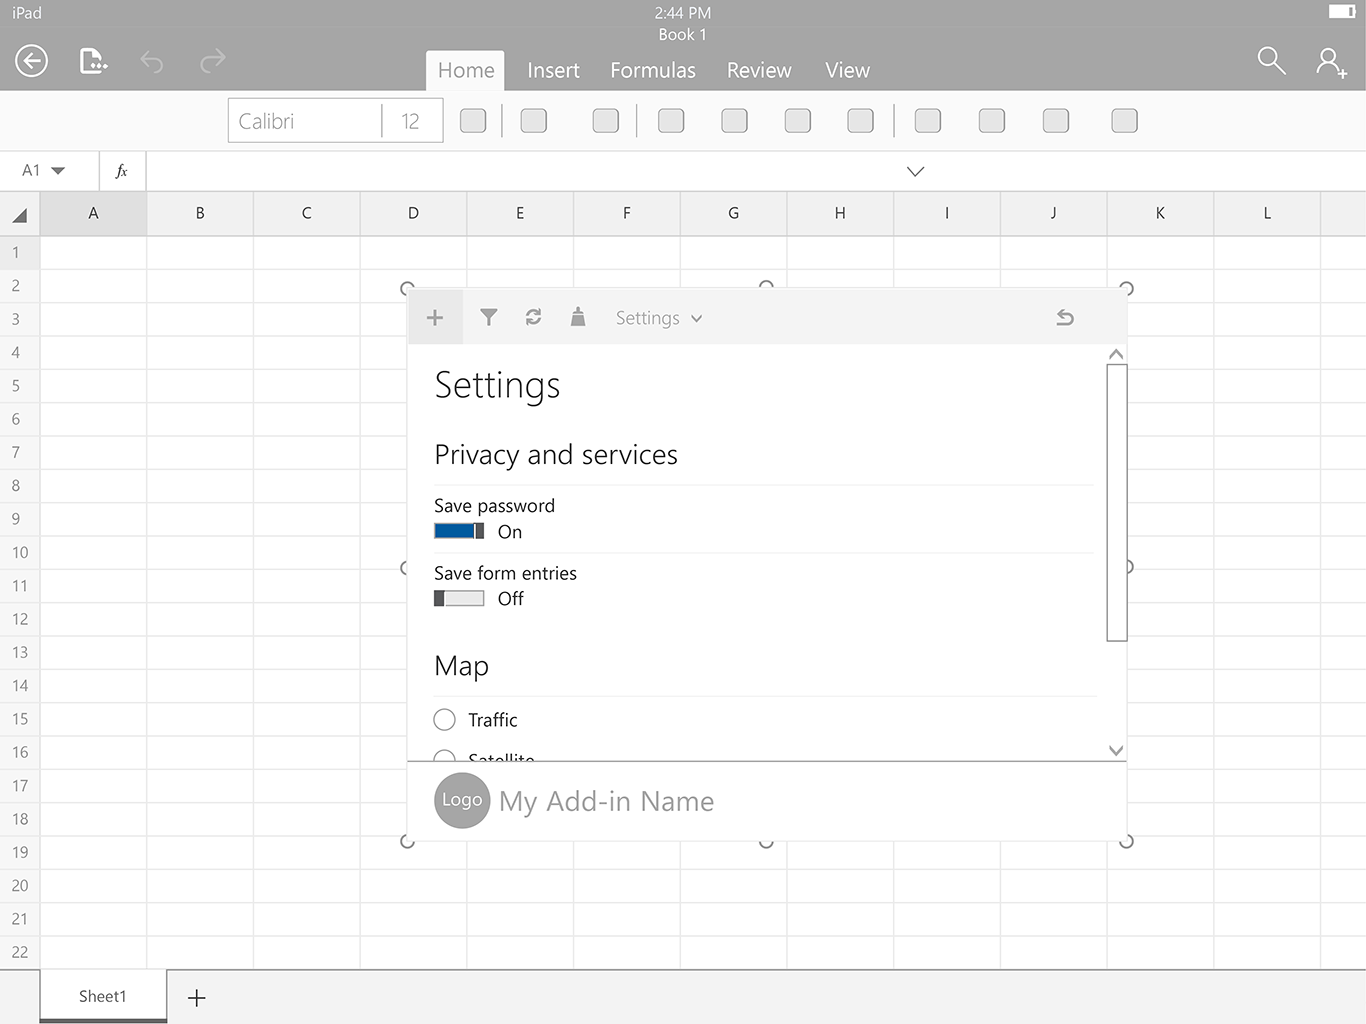 iPad
2:44 PM
Book 1
Home Insert Formulas Review View
Calibri 12
A1 fx
A B C D E F G H I J K L
1
2
3
4
5
6
7
8
9
10
11
12
13
14
15
16
17
18
19
20
21
22
Settings
Settings
Privacy and services
Save password
On
Save form entries
Off
Map
Traffic
Satellite
Logo My Add-in Name
Sheet1